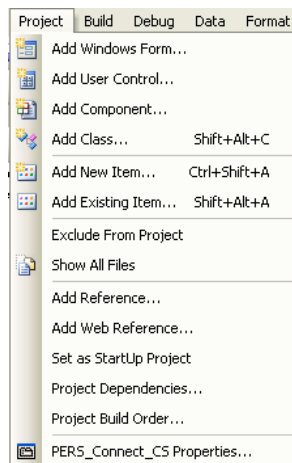 Project Build Debug Data Format
Add Windows Form...
Add User Control...
Add Component...
Add Class... Shift+Alt+C
Add New Item... Ctrl+Shift+A
Add Existing Item... Shift+Alt+A
Exclude From Project
Show All Files
Add Reference...
Add Web Reference...
Set as StartUp Project
Project Dependencies...
Project Build Order...
PERS_Connect_CS Properties...